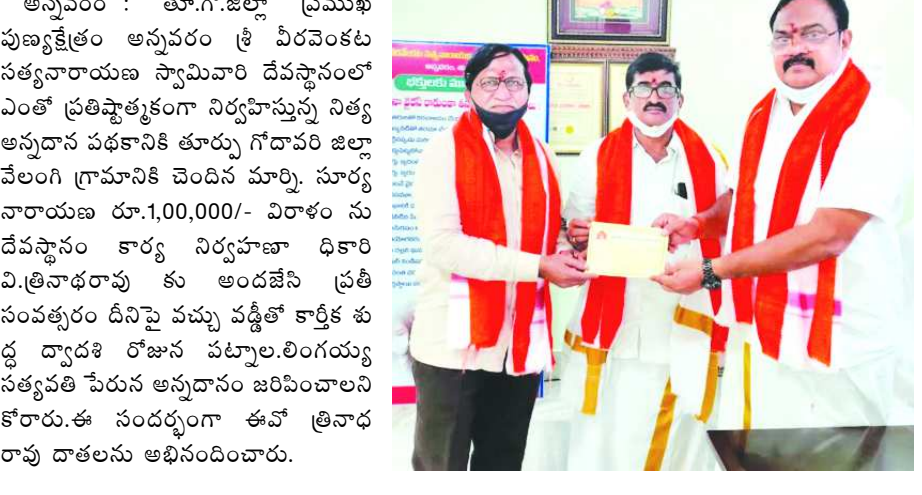 అన్నవరం : తూ.గో.జిల్లా ప్రముఖ
పుణ్యక్షేత్రం అన్నవరం శ్రీ వీరవెంకట
సత్యనారాయణ స్వామివారి దేవస్థానంలో
ఎంతో ప్రతిష్టాత్మకంగా నిర్వహిస్తున్న నిత్య
అన్నదాన పథకానికి తూర్పు గోదావరి జిల్లా
వేలంగి గ్రామానికి చెందిన మార్ని. సూర్య
నారాయణ రూ.1,00,000/- విరాళం ను
దేవస్థానం కార్య నిర్వహణా ధికారి
వి.త్రినాథరావు కు అందజేసి ప్రతీ
సంవత్సరం దీనిపై వచ్చు వడ్డీతో కార్తీక శు
ద్ధ ద్వాదశి రోజున పట్నాల.లింగయ్య
సత్యవతి పేరున అన్నదానం జరిపించాలని
కోరారు.ఈ సందర్భంగా ఈవో త్రినాధ
రావు దాతలను అభినందించారు.
భక్తులకు